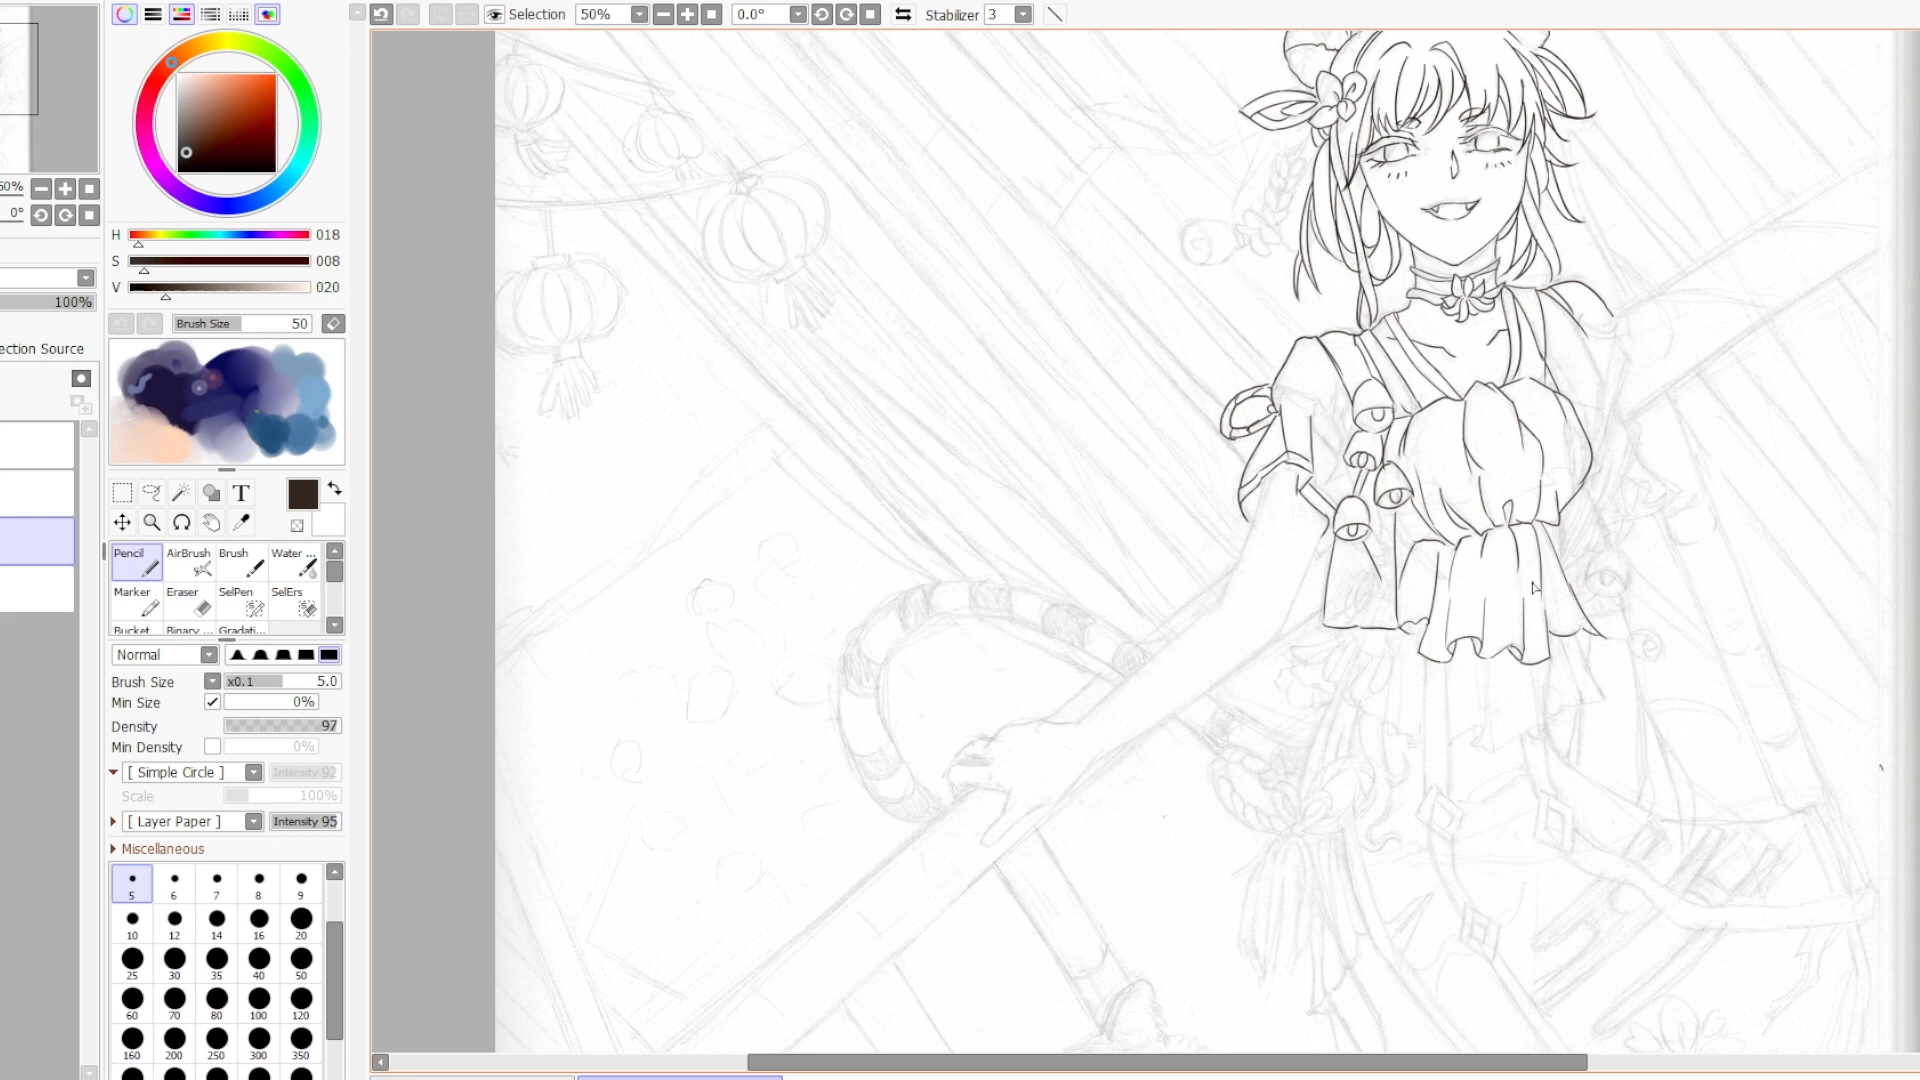 Selection 50% 0.0° Stabilizer 3
50%
0°
H 018
S 008
V 020
100%
Brush Size 50
ection Source
T
Pencil AirBrush Brush Water ...
Marker Eraser SelPen SelErs
Bucket Binary ... Gradati...
Normal
Brush Size x0.1 5.0
Min Size 0%
Density 97
Min Density 0%
[ Simple Circle ] Intensity 92
Scale 100%
[ Layer Paper ] Intensity 95
Miscellaneous
5 6 7 8 9
10 12 14 16 20
25 30 35 40 50
60 70 80 100 120
160 200 250 300 350